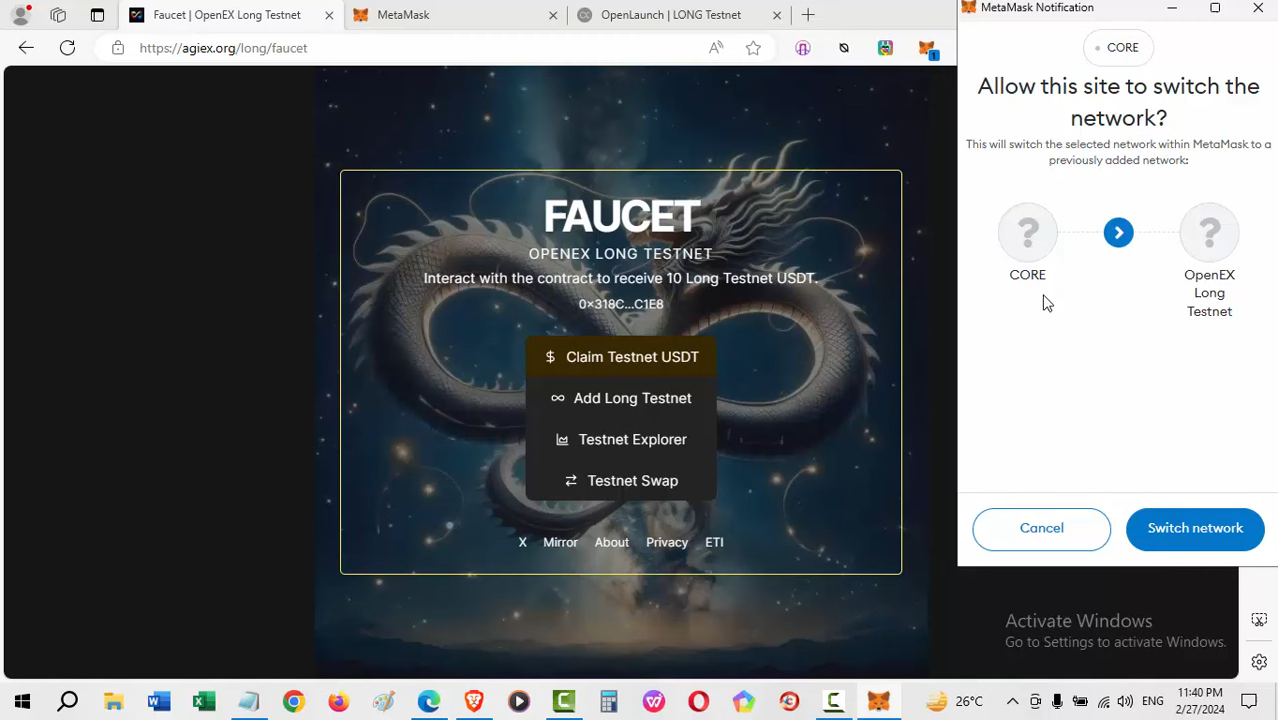 Faucet | OpenEX Long Testnet
MetaMask
OpenLaunch | LONG Testnet
https://agiex.org/long/faucet
1
FAUCET
OPENEX LONG TESTNET
Interact with the contract to receive 10 Long Testnet USDT.
0×318C...C1E8
Claim Testnet USDT
Add Long Testnet
Testnet Explorer
Testnet Swap
X Mirror About Privacy ETI
MetaMask Notification
CORE
Allow this site to switch the
network?
This will switch the selected network within MetaMask to a
previously added network:
?
?
CORE
OpenEX
Long
Testnet
Cancel
Switch network
Activate Windows
Go to Settings to activate Windows.
26°C
ENG
11:40 PM
2/27/2024